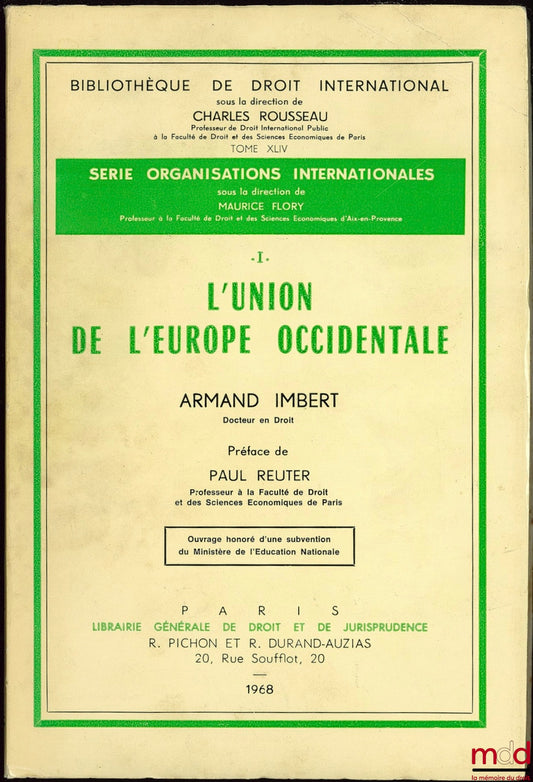 BIBLIOTHÈQUE DE DROIT INTERNATIONAL
sous la direction de
CHARLES ROUSSEAU
Professeur de Droit International Public
à la Faculté de Droit et des Sciences Economiques de Paris
TOME XLIV
SERIE ORGANISATIONS INTERNATIONALES
sous la direction de
MAURICE FLORY
Professeur à la Faculté de Droit et des Sciences Economiques d'Aix-en-Provence
-I-
L'UNION
DE L'EUROPE OCCIDENTALE
ARMAND IMBERT
Docteur en Droit
Préface de
PAUL REUTER
Professeur à la Faculté de Droit
et des Sciences Economiques de Paris
Ouvrage honoré d'une subvention
du Ministère de l'Education Nationale
PARIS
LIBRAIRIE GÉNÉRALE DE DROIT ET DE JURISPRUDENCE
R. PICHON ET R. DURAND-AUZIAS
20, Rue Soufflot, 20
1968
mdd
la mémoire du droit